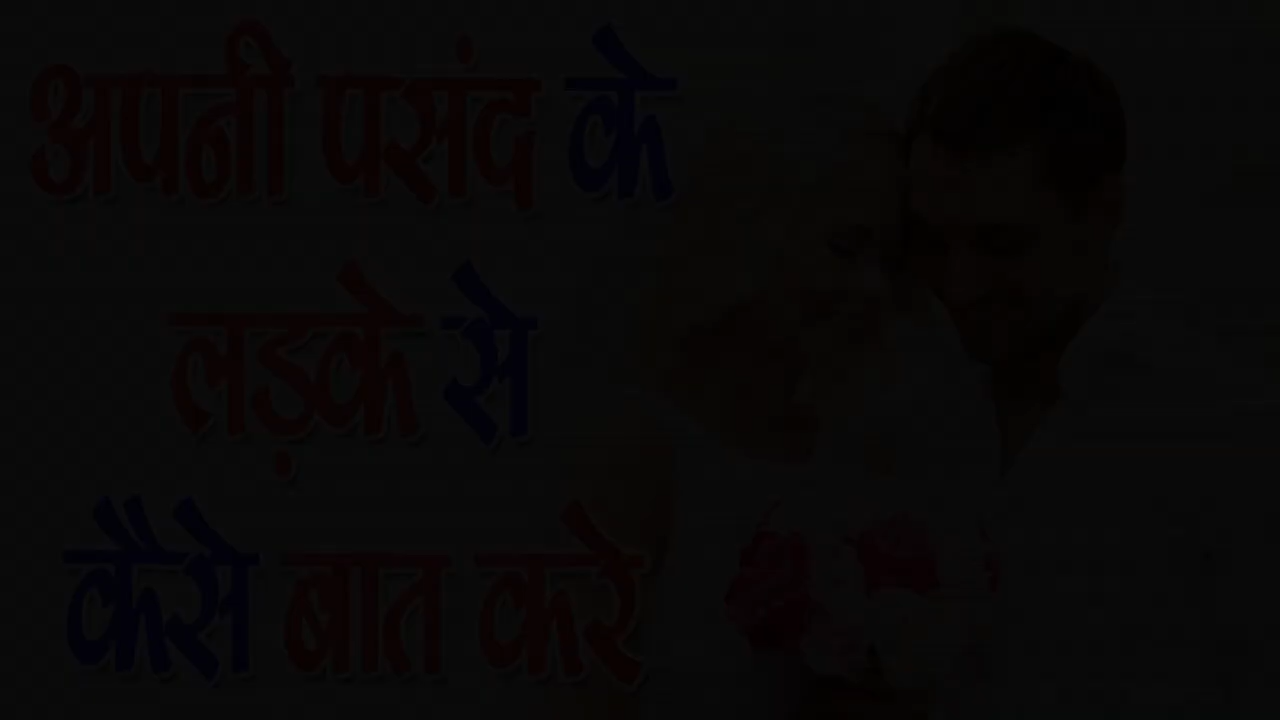 अपनी पसंद के
लड़के से
कैसे बात करे